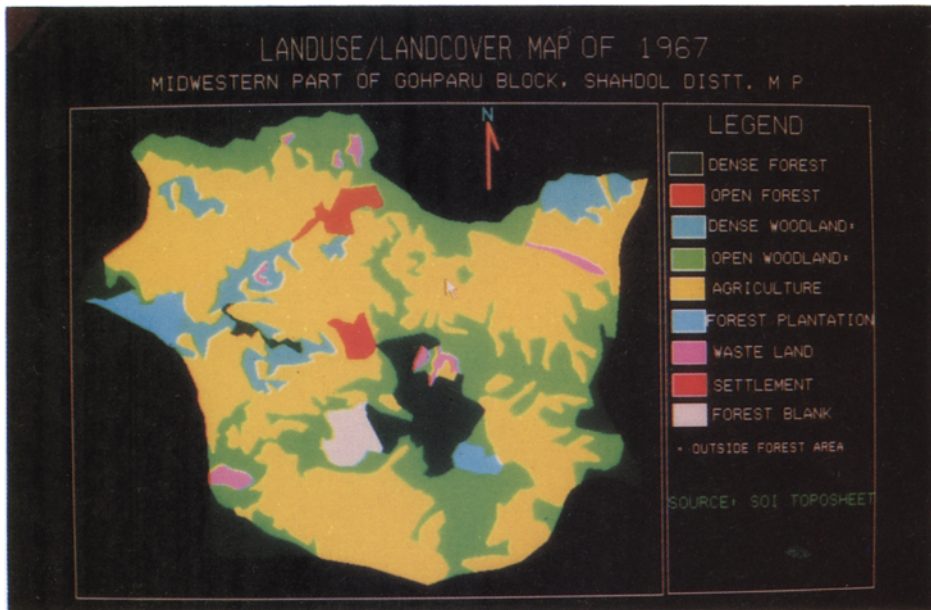 LANDUSE/LANDCOVER MAP OF 1967
MIDWESTERN PART OF GOHPARU BLOCK, SHAHDOL DISTT. M P
N
LEGEND
DENSE FOREST
OPEN FOREST
DENSE WOODLAND*
OPEN WOODLAND*
AGRICULTURE
FOREST PLANTATION
WASTE LAND
SETTLEMENT
FOREST BLANK
* OUTSIDE FOREST AREA
SOURCE: SOI TOPOSHEET